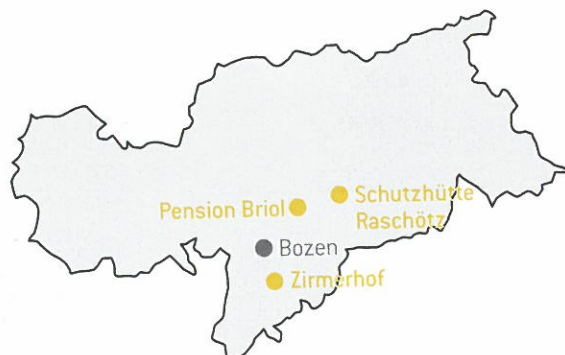 Schutzhütte
Raschötz
Pension Briol
Bozen
Zirmerhof